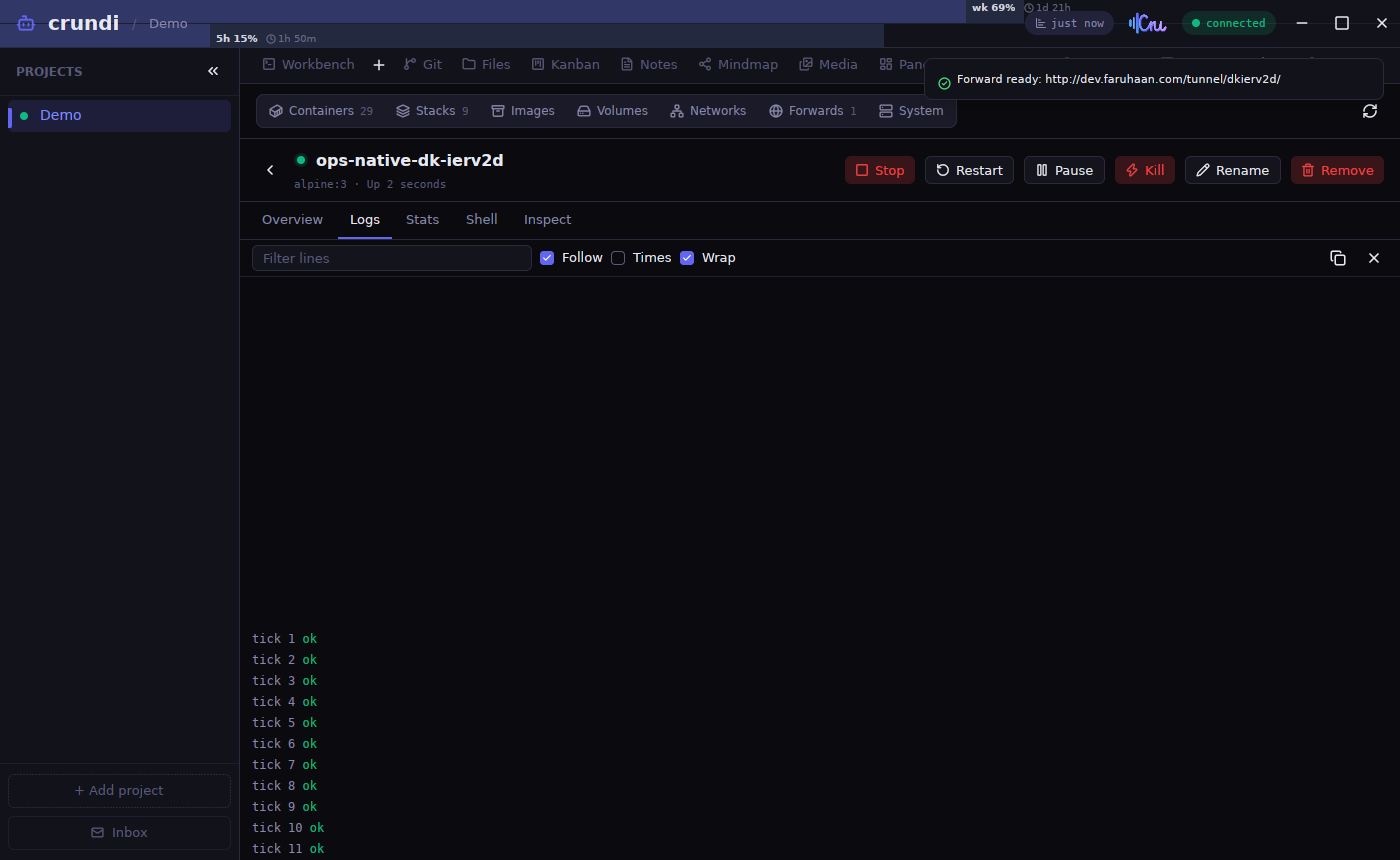 wk 69% 1d 21h
crundi / Demo
just now
Cru
connected
5h 15% 1h 50m
PROJECTS
Workbench
Git
Files
Kanban
Notes
Mindmap
Media
Forward ready: http://dev.faruhaan.com/tunnel/dkierv2d/
Demo
Containers 29
Stacks 9
Images
Volumes
Networks
Forwards 1
System
ops-native-dk-ierv2d
alpine:3 · Up 2 seconds
Stop
Restart
Pause
Kill
Rename
Remove
Overview
Logs
Stats
Shell
Inspect
Filter lines
Follow
Times
Wrap
tick 1 ok
tick 2 ok
tick 3 ok
tick 4 ok
tick 5 ok
tick 6 ok
tick 7 ok
tick 8 ok
tick 9 ok
tick 10 ok
tick 11 ok
+ Add project
Inbox